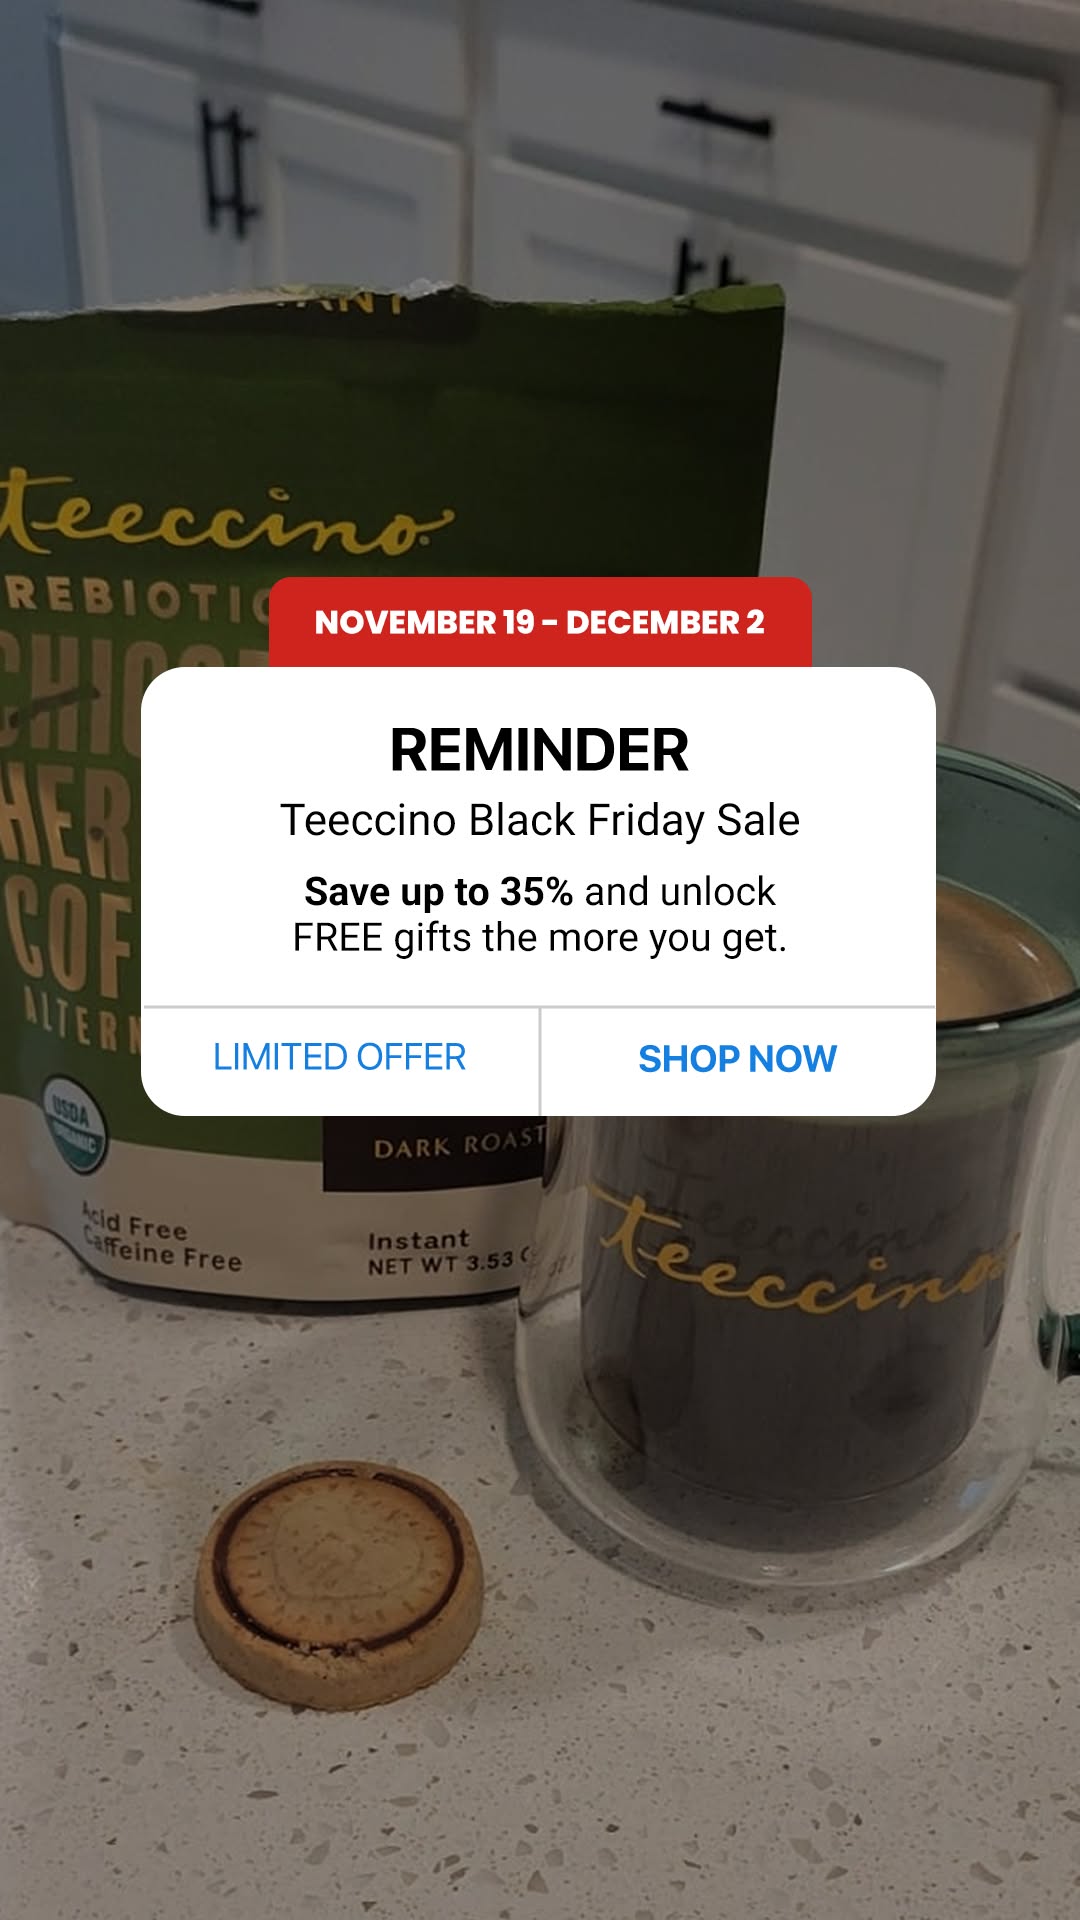 teeccino
NOVEMBER 19 - DECEMBER 2
REMINDER
Teeccino Black Friday Sale
Save up to 35% and unlock
FREE gifts the more you get.
LIMITED OFFER
SHOP NOW
USDA
ORGANIC
DARK ROAST
Acid Free
Caffeine Free
Instant
NET WT 3.53
teeccino